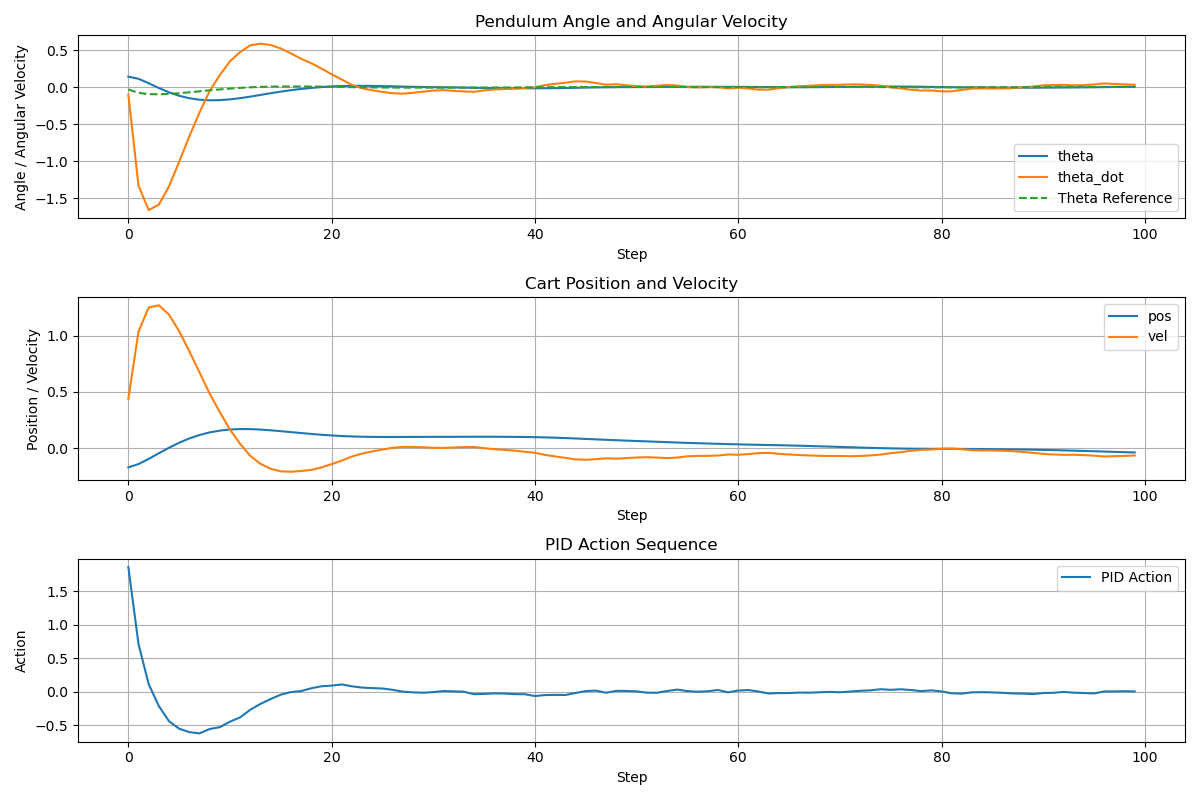 Pendulum Angle and Angular Velocity
Angle / Angular Velocity
0.5
0.0
−0.5
−1.0
−1.5
theta
theta_dot
Theta Reference
0 20 40 60 80 100
Step
Cart Position and Velocity
Position / Velocity
1.0
0.5
0.0
pos
vel
0 20 40 60 80 100
Step
PID Action Sequence
Action
1.5
1.0
0.5
0.0
−0.5
PID Action
0 20 40 60 80 100
Step